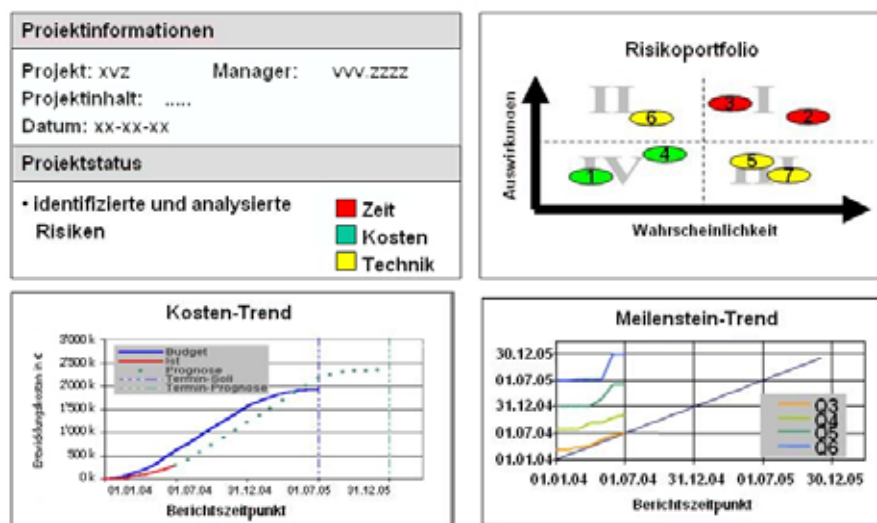 Projektinformationen
Projekt: xvz Manager: vvv.zzzz
Projektinhalt: .....
Datum: xx-xx-xx
Projektstatus
• identifizierte und analysierte
Risiken
Zeit
Kosten
Technik
Risikoportfolio
Auswirkungen
II I
6 3 2
4 5
1 7
IV III
Wahrscheinlichkeit
Kosten-Trend
Entwicklungskosten in €
3'000 k
2'500 k
2'000 k
1'500 k
1'000 k
500 k
0 k
Budget
Ist
Prognose
Termin-Soll
Termin-Prognose
01.01.04 01.07.04 31.12.04 01.07.05 31.12.05
Berichtszeitpunkt
Meilenstein-Trend
30.12.05
01.07.05
31.12.04
01.07.04
01.01.04
Q3
Q4
Q5
Q6
01.01.04 01.07.04 31.12.04 01.07.05 30.12.05
Berichtszeitpunkt